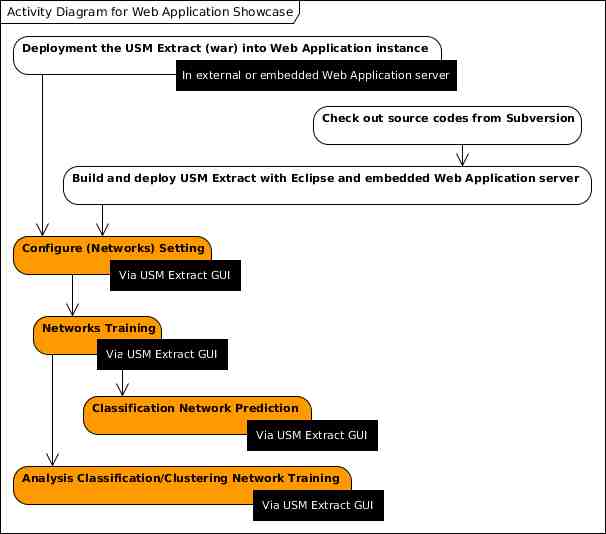 Activity Diagram for Web Application Showcase
Deployment the USM Extract (war) into Web Application instance
In external or embedded Web Application server
Check out source codes from Subversion
Build and deploy USM Extract with Eclipse and embedded Web Application server
Configure (Networks) Setting
Via USM Extract GUI
Networks Training
Via USM Extract GUI
Classification Network Prediction
Via USM Extract GUI
Analysis Classification/Clustering Network Training
Via USM Extract GUI